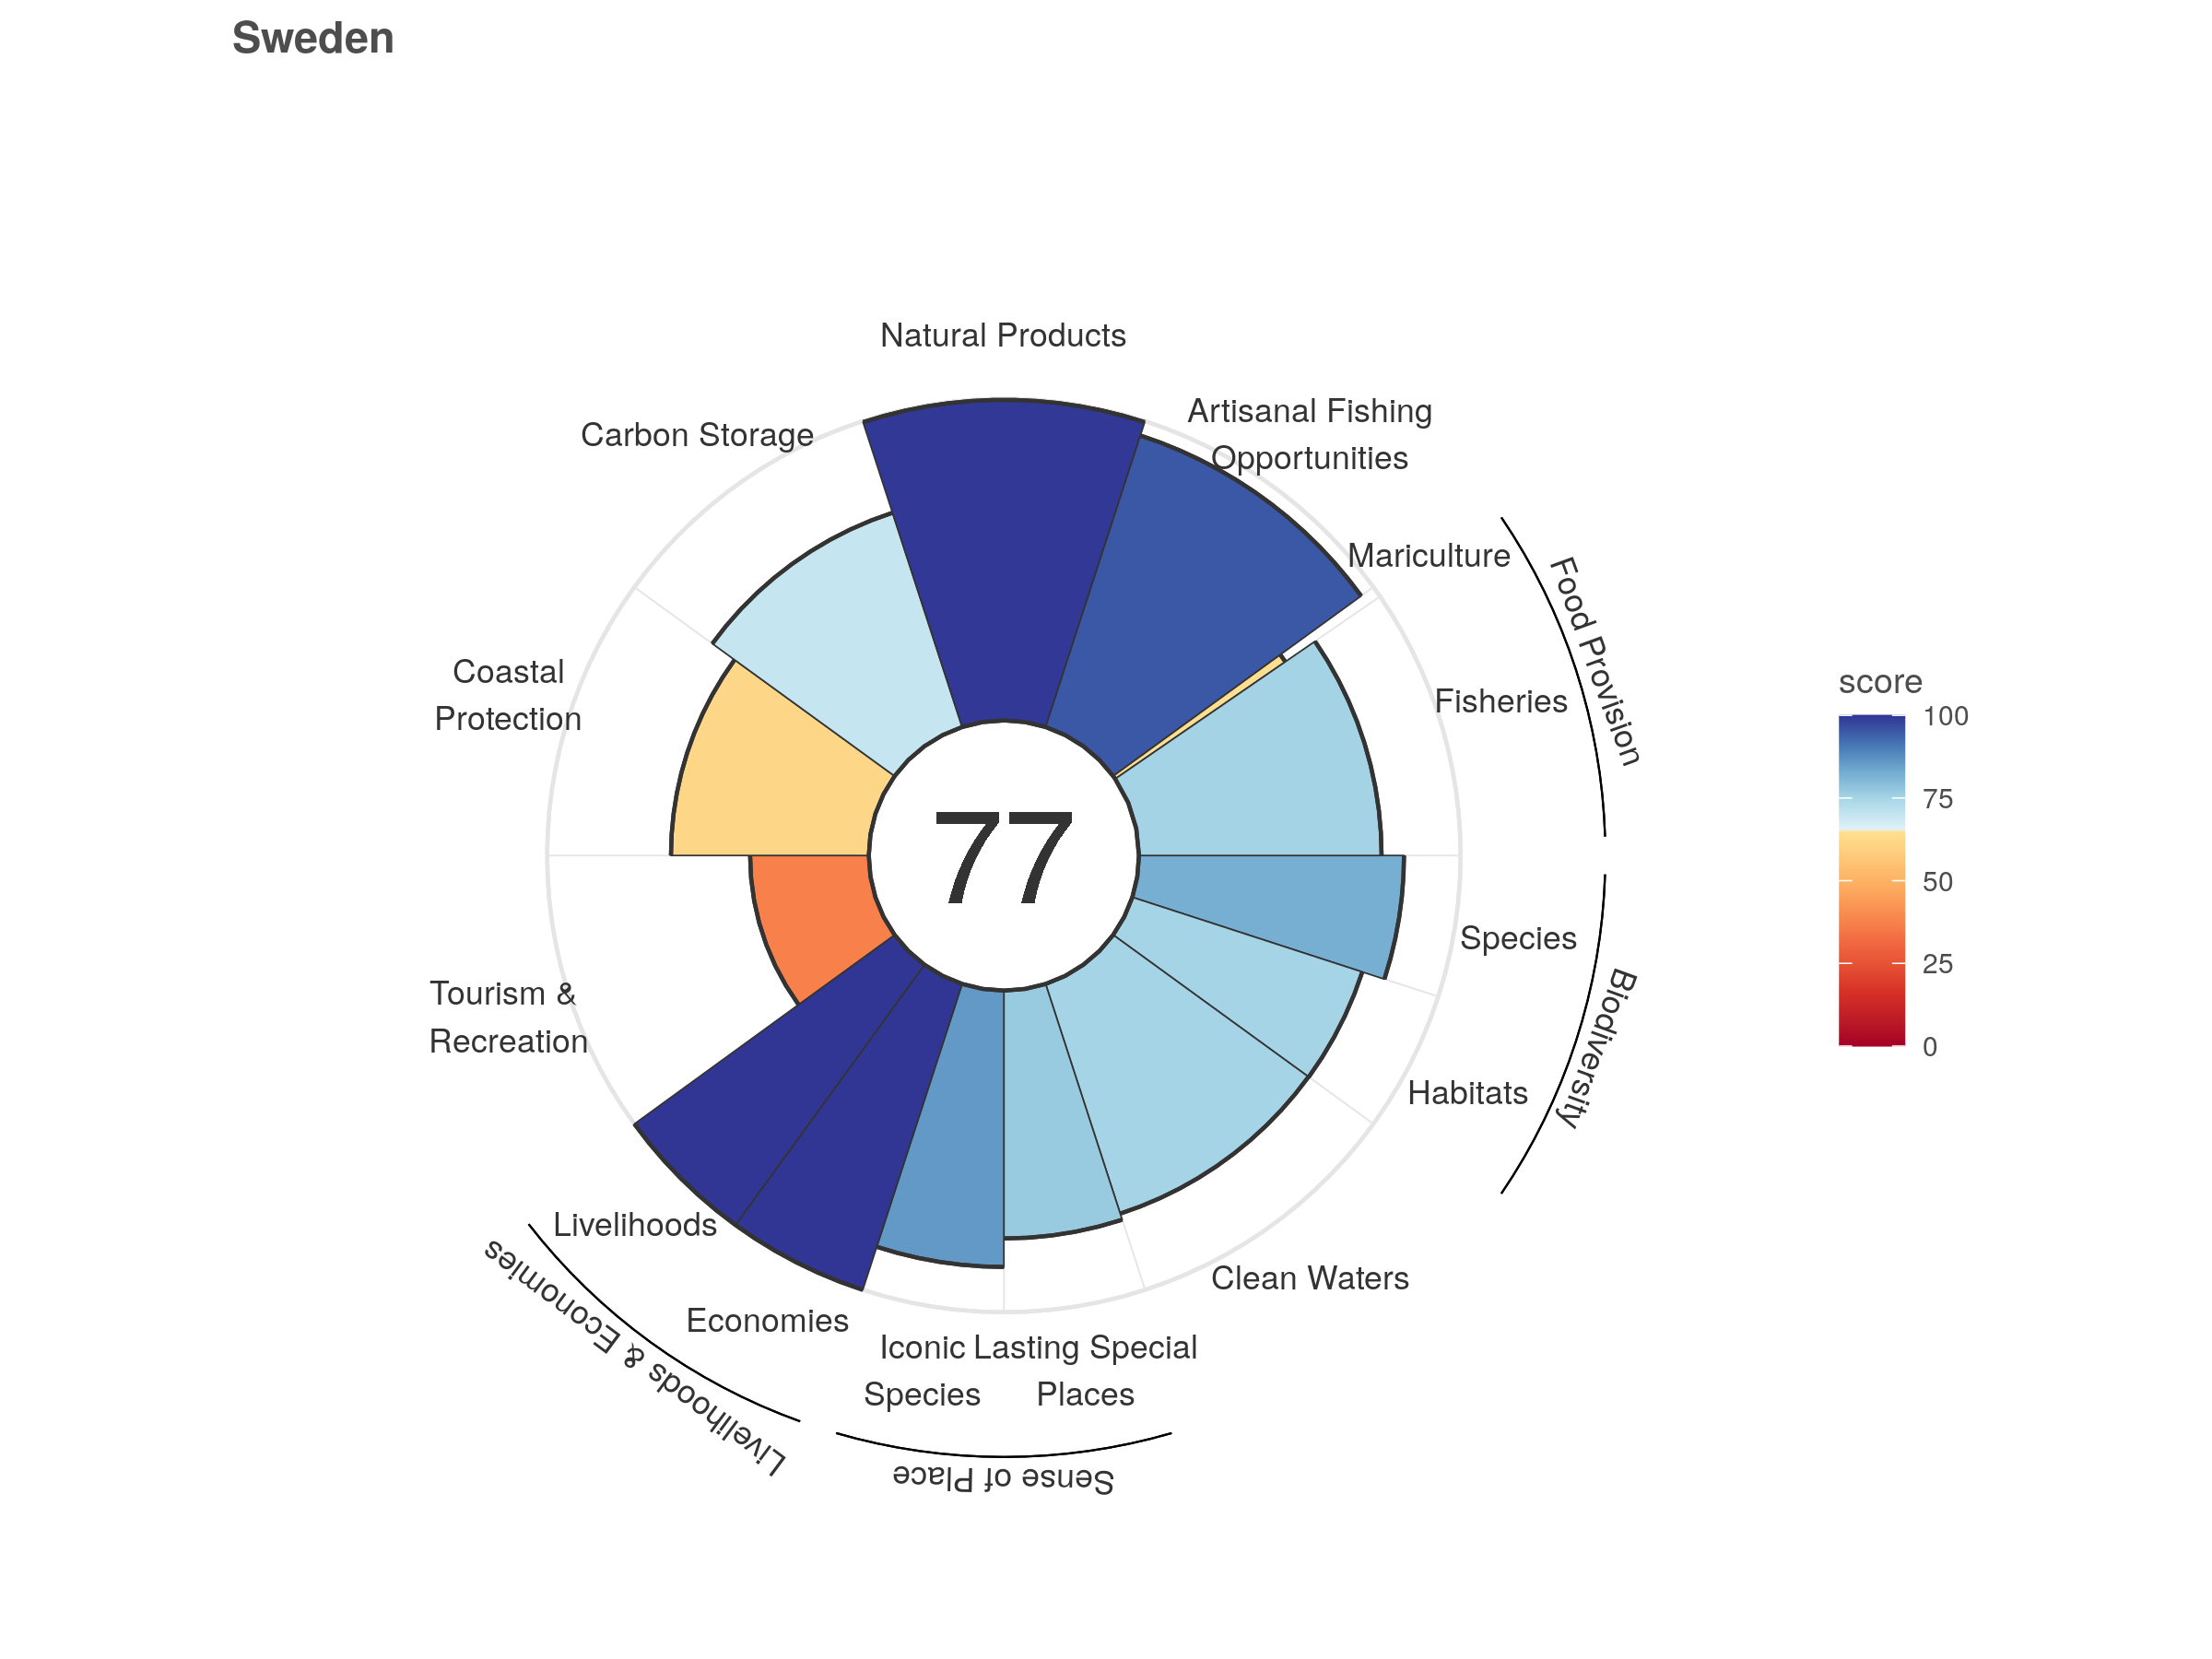 Sweden
Natural Products
Artisanal Fishing
Opportunities
Carbon Storage
Mariculture
Food Provision
Fisheries
Coastal
Protection
score
100
75
50
25
0
77
Species
Biodiversity
Tourism &
Recreation
Habitats
Livelihoods
Clean Waters
Economies
Livelihoods & Economies
Iconic
Species
Lasting Special
Places
Sense of Place